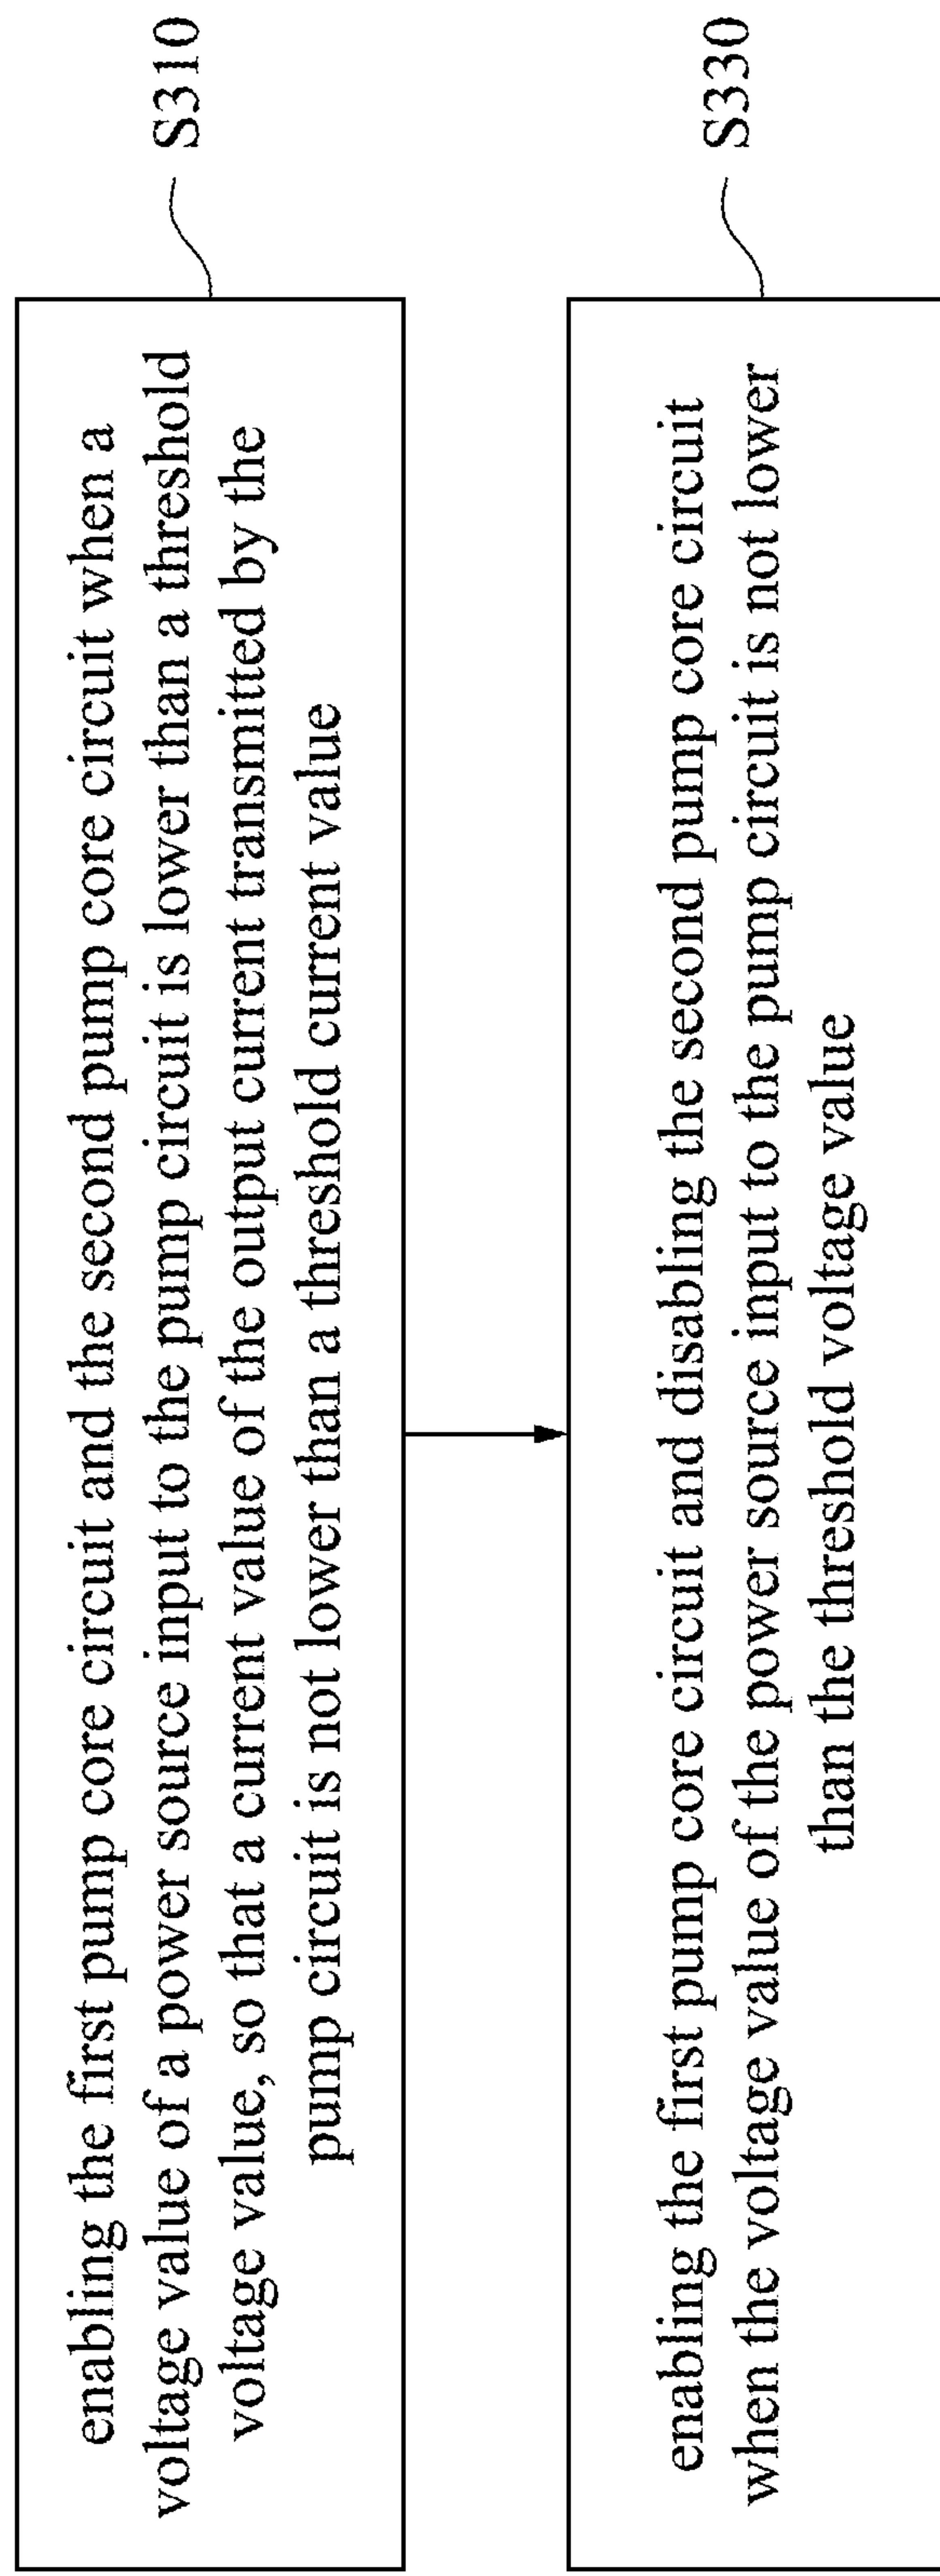 enabling the first pump core circuit and the second pump core circuit when a
voltage value of a power source input to the pump circuit is lower than a threshold
voltage value, so that a current value of the output current transmitted by the
pump circuit is not lower than a threshold current value
S310
enabling the first pump core circuit and disabling the second pump core circuit
when the voltage value of the power source input to the pump circuit is not lower
than the threshold voltage value
S330